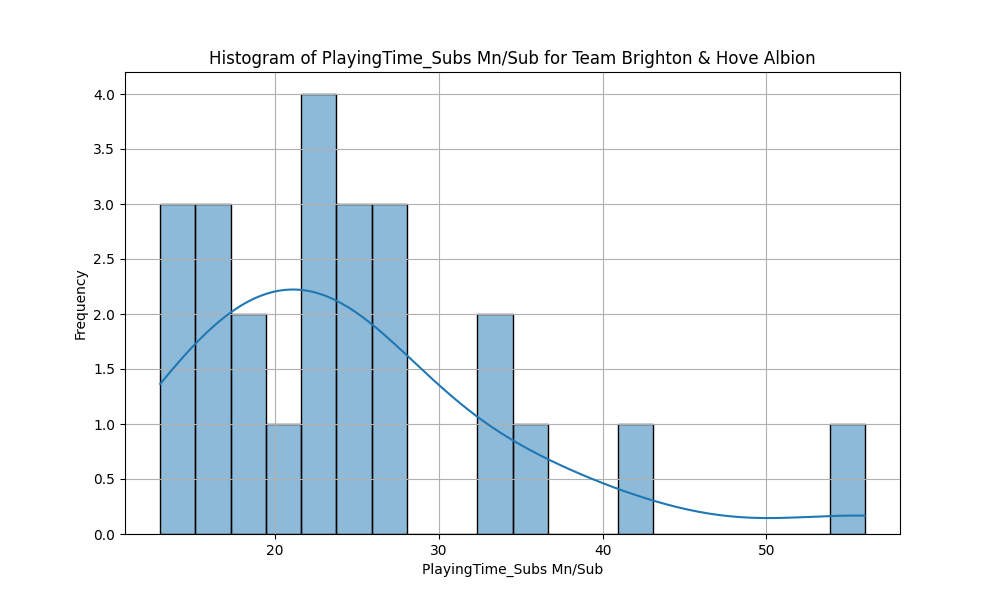 Histogram of PlayingTime_Subs Mn/Sub for Team Brighton & Hove Albion
Frequency
4.0
3.5
3.0
2.5
2.0
1.5
1.0
0.5
0.0
20 30 40 50
PlayingTime_Subs Mn/Sub